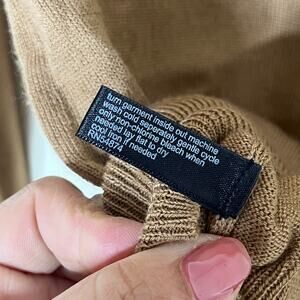 turn garment inside out machine
wash cold seperately gentle cycle
only non-chlorine bleach when
needed lay flat to dry
cool iron if needed
RN54874